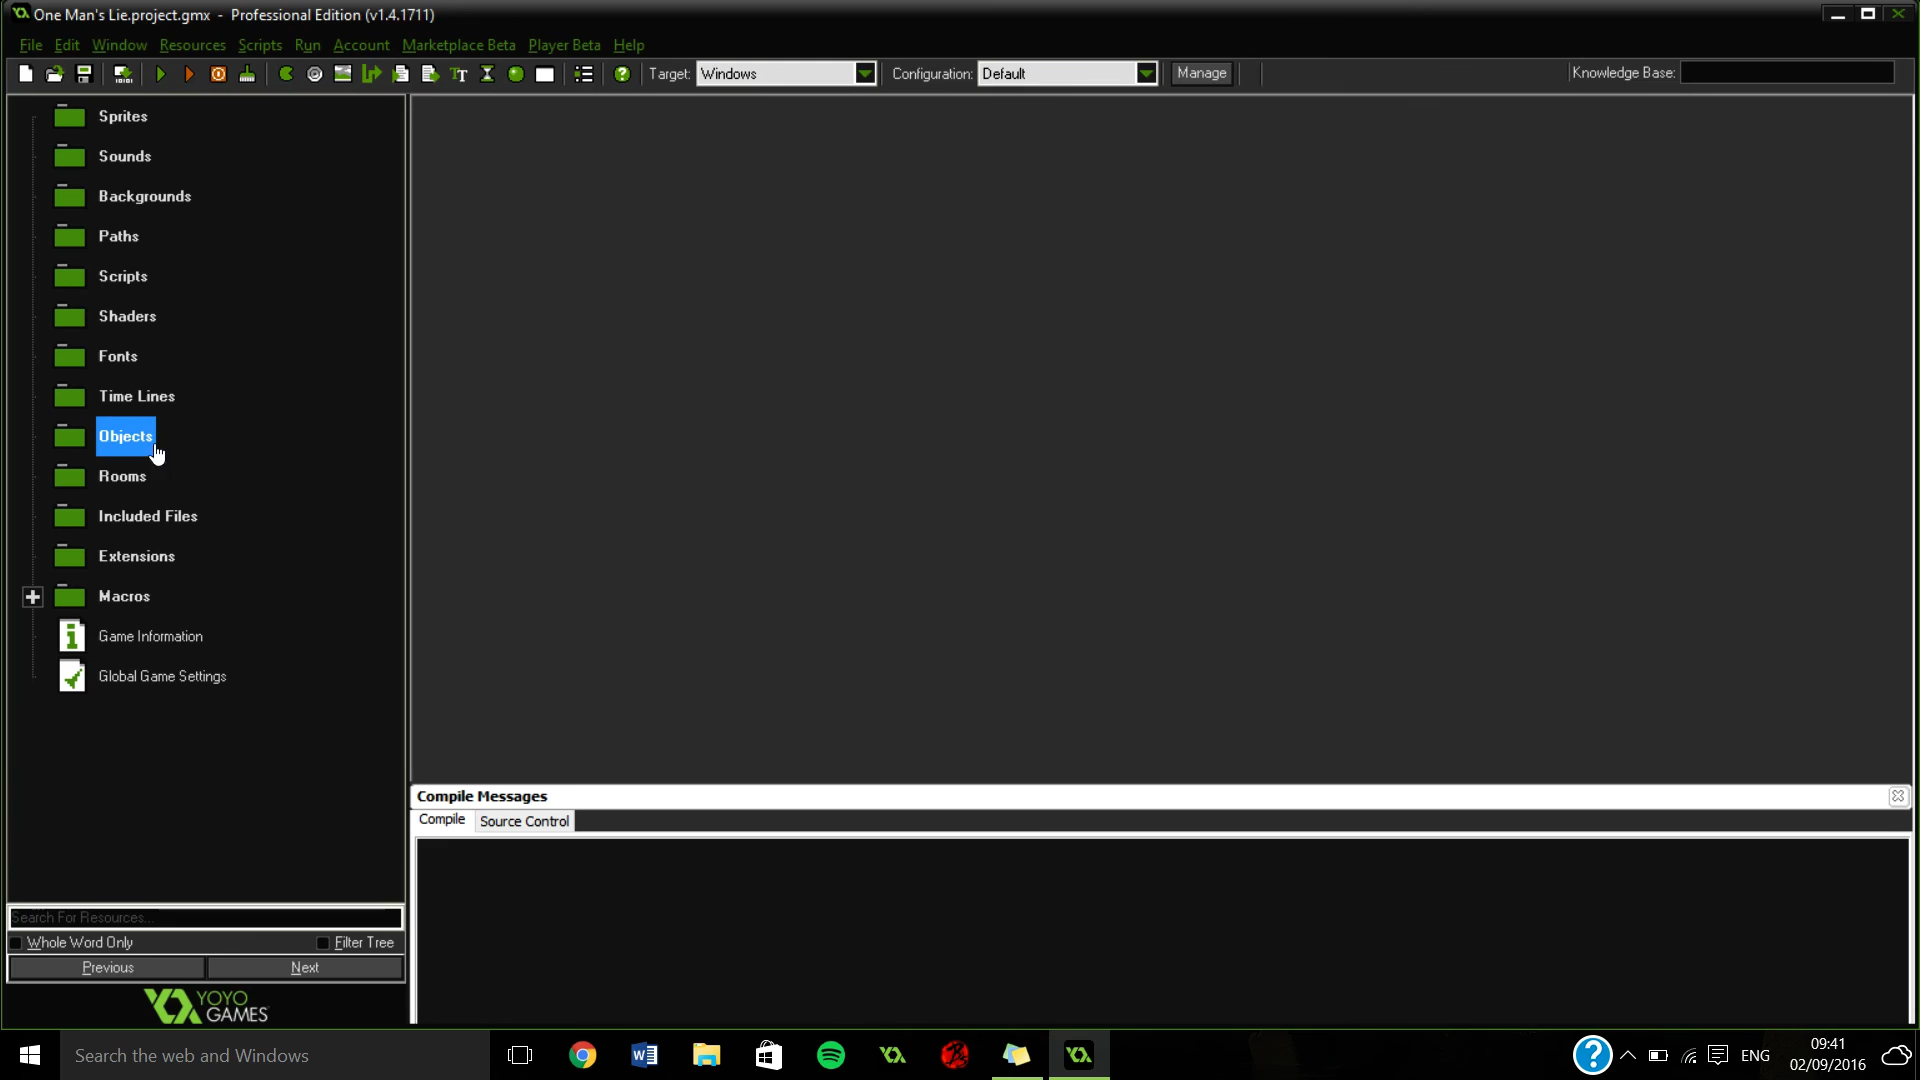 One Man's Lie.project.gmx - Professional Edition (v1.4.1711)
File Edit Window Resources Scripts Run Account Marketplace Beta Player Beta Help
Target: Windows Configuration: Default Manage Knowledge Base:
Sprites
Sounds
Backgrounds
Paths
Scripts
Shaders
Fonts
Time Lines
Objects
Rooms
Included Files
Extensions
Macros
Game Information
Global Game Settings
Compile Messages
Compile Source Control
Search For Resources...
Whole Word Only Filter Tree
Previous Next
YOYO
GAMES
Search the web and Windows
ENG
09:41
02/09/2016